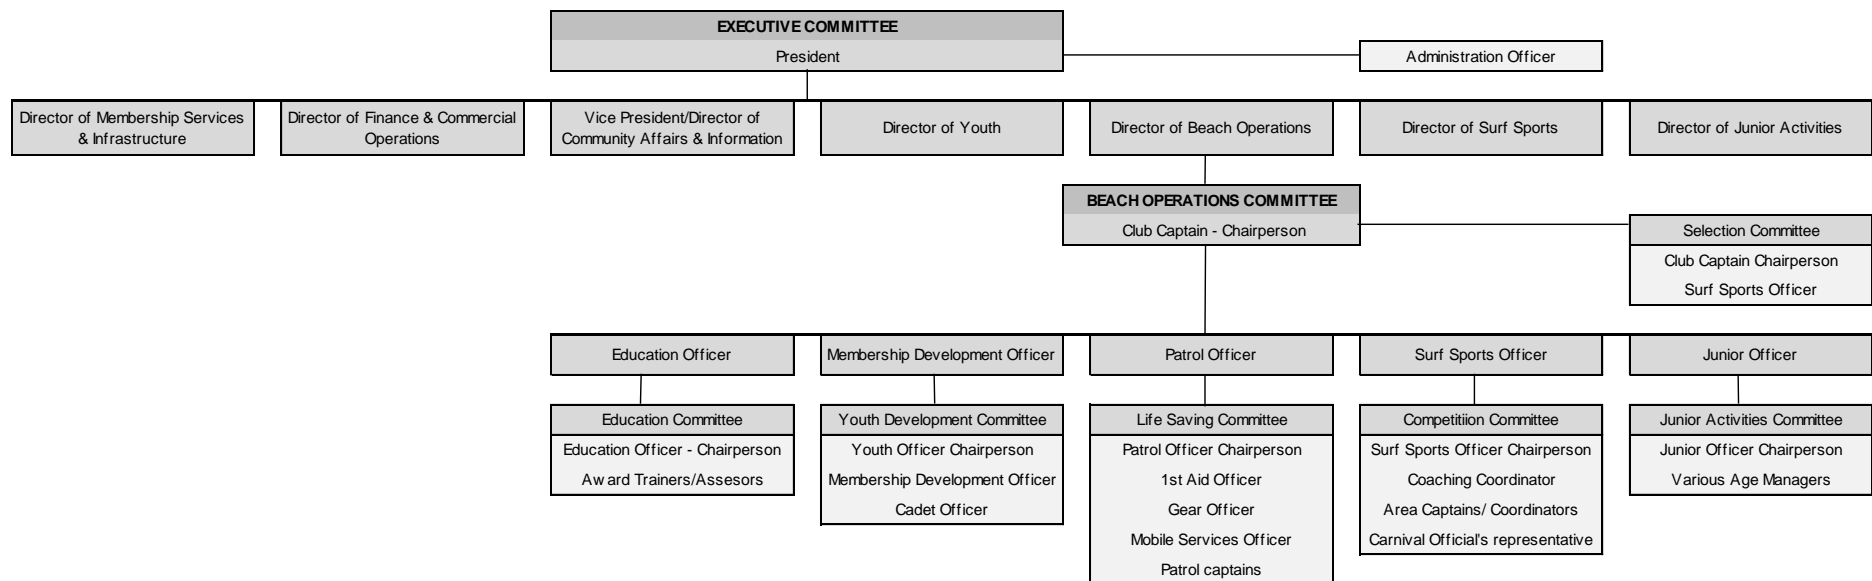 EXECUTIVE COMMITTEE
President
Administration Officer
Director of Membership Services
& Infrastructure
Director of Finance & Commercial
Operations
Vice President/Director of
Community Affairs & Information
Director of Youth
Director of Beach Operations
Director of Surf Sports
Director of Junior Activities
BEACH OPERATIONS COMMITTEE
Club Captain - Chairperson
Selection Committee
Club Captain Chairperson
Surf Sports Officer
Education Officer
Membership Development Officer
Patrol Officer
Surf Sports Officer
Junior Officer
Education Committee
Education Officer - Chairperson
Award Trainers/Assesors
Youth Development Committee
Youth Officer Chairperson
Membership Development Officer
Cadet Officer
Life Saving Committee
Patrol Officer Chairperson
1st Aid Officer
Gear Officer
Mobile Services Officer
Patrol captains
Competitiion Committee
Surf Sports Officer Chairperson
Coaching Coordinator
Area Captains/ Coordinators
Carnival Official's representative
Junior Activities Committee
Junior Officer Chairperson
Various Age Managers